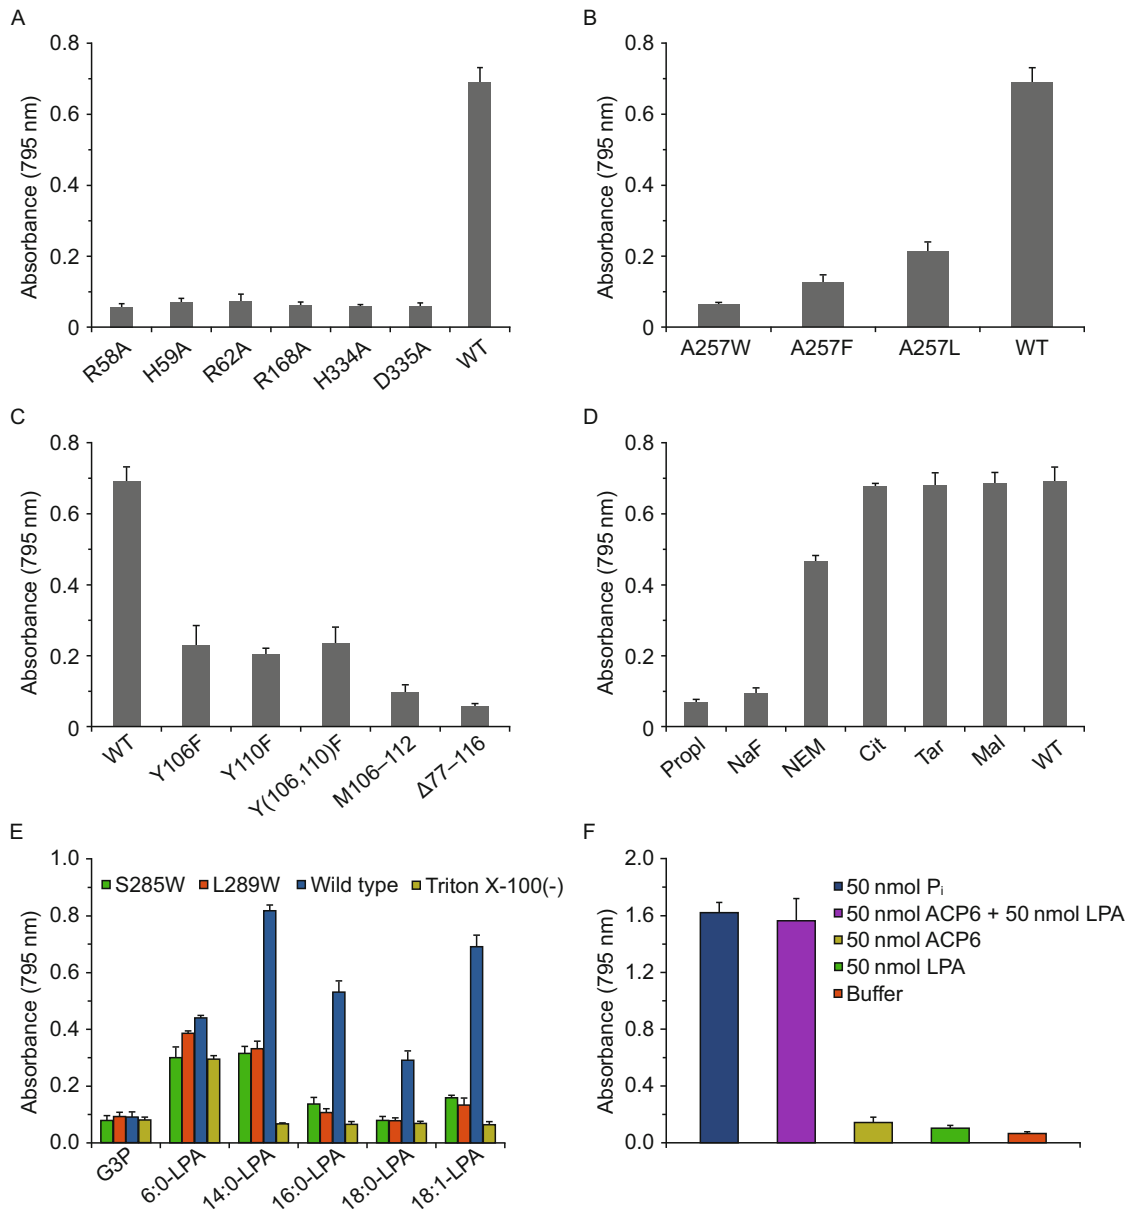 A
Absorbance (795 nm)
0.8
0.6
0.4
0.2
0
R58A
H59A
R62A
R168A
H334A
D335A
WT
B
Absorbance (795 nm)
0.8
0.6
0.4
0.2
0
A257W
A257F
A257L
WT
C
Absorbance (795 nm)
0.8
0.6
0.4
0.2
0
WT
Y106F
Y110F
Y(106,110)F
M106–112
Δ77–116
D
Absorbance (795 nm)
0.8
0.6
0.4
0.2
0
PropI
NaF
NEM
Cit
Tar
Mal
WT
E
Absorbance (795 nm)
1.0
0.8
0.6
0.4
0.2
0.0
S285W L289W Wild type Triton X-100(-)
G3P
6:0-LPA
14:0-LPA
16:0-LPA
18:0-LPA
18:1-LPA
F
Absorbance (795 nm)
2.0
1.6
1.2
0.8
0.4
0.0
50 nmol Pi
50 nmol ACP6 + 50 nmol LPA
50 nmol ACP6
50 nmol LPA
Buffer